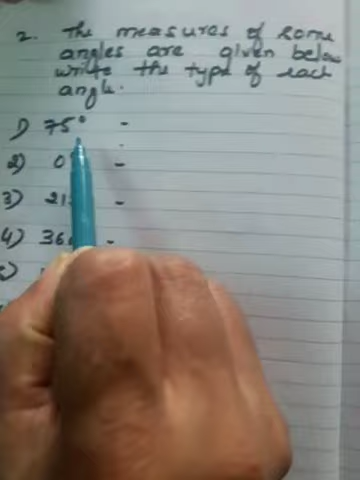 2. The measures of some
angles are given below
write the type of each
angle.
1) 75° -
2) 0 -
3) 21 -
4) 36 -